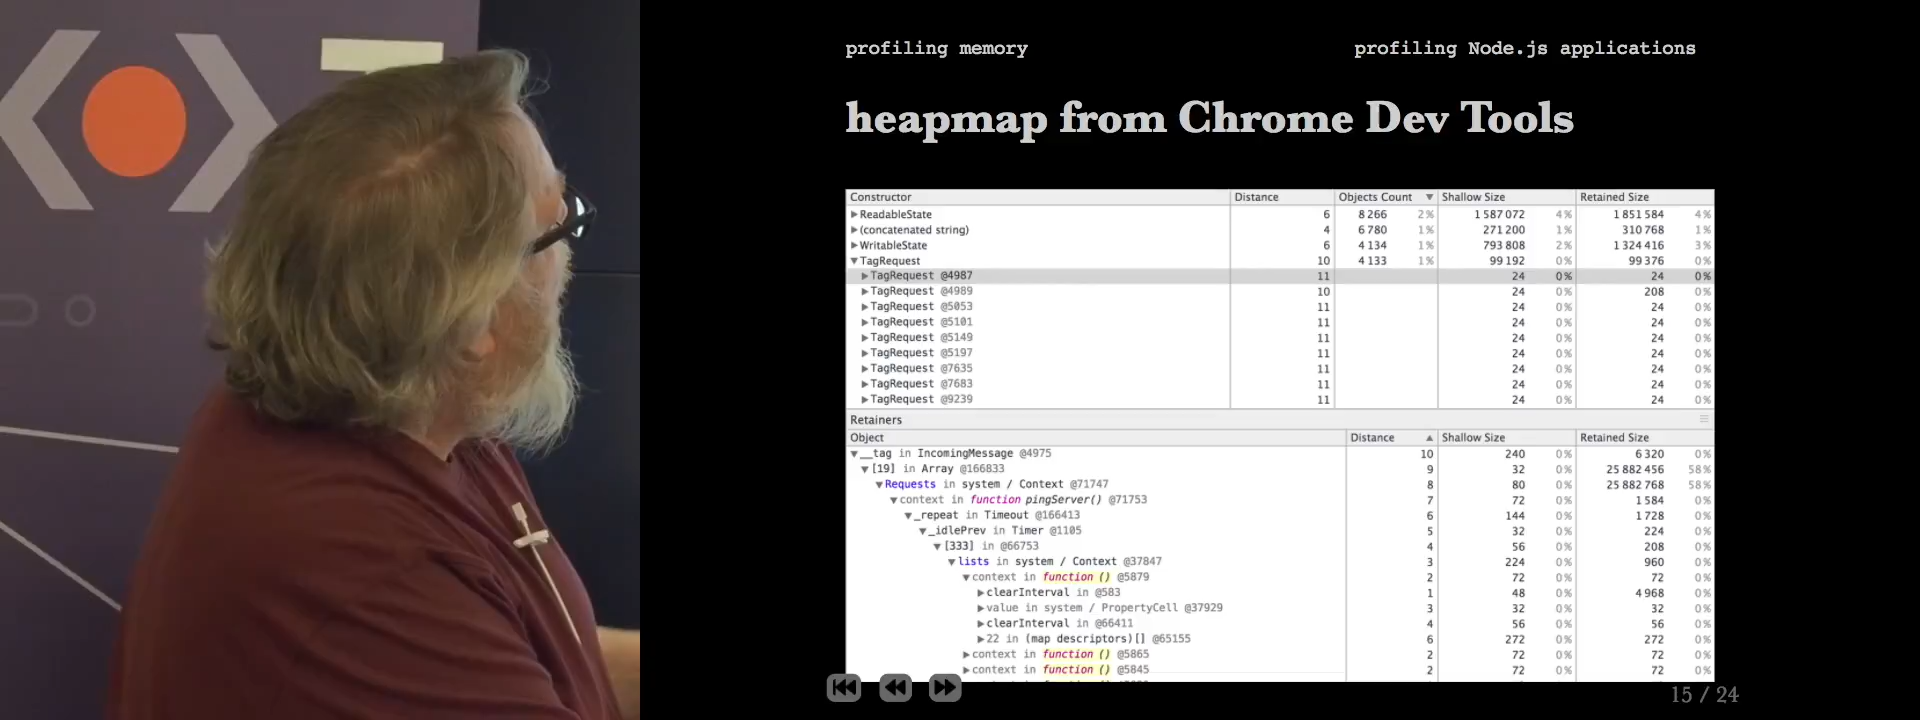 profiling memory profiling Node.js applications
heapmap from Chrome Dev Tools
Constructor Distance Objects Count ▼ Shallow Size Retained Size
▶ReadableState 6 8 266 2% 1 587 072 4% 1 851 584 4%
▶(concatenated string) 4 6 780 1% 271 200 1% 310 768 1%
▶WritableState 6 4 134 1% 793 808 2% 1 324 416 3%
▼TagRequest 10 4 133 1% 99 192 0% 99 376 0%
▶TagRequest @4987 11 24 0% 24 0%
▶TagRequest @4989 10 24 0% 208 0%
▶TagRequest @5053 11 24 0% 24 0%
▶TagRequest @5101 11 24 0% 24 0%
▶TagRequest @5149 11 24 0% 24 0%
▶TagRequest @5197 11 24 0% 24 0%
▶TagRequest @7635 11 24 0% 24 0%
▶TagRequest @7683 11 24 0% 24 0%
▶TagRequest @9239 11 24 0% 24 0%
Retainers
Object Distance ▲ Shallow Size Retained Size
▼__tag in IncomingMessage @4975 10 240 0% 6 320 0%
▼[19] in Array @166833 9 32 0% 25 882 456 58%
▼Requests in system / Context @71747 8 80 0% 25 882 768 58%
▼context in function pingServer() @71753 7 72 0% 1 584 0%
▼_repeat in Timeout @166413 6 144 0% 1 728 0%
▼_idlePrev in Timer @1105 5 32 0% 224 0%
▼[333] in @66753 4 56 0% 208 0%
▼lists in system / Context @37847 3 224 0% 960 0%
▼context in function () @5879 2 72 0% 72 0%
▶clearInterval in @583 1 48 0% 4 968 0%
▶value in system / PropertyCell @37929 3 32 0% 32 0%
▶clearInterval in @66411 4 56 0% 56 0%
▶22 in (map descriptors)[] @65155 6 272 0% 272 0%
▶context in function () @5865 2 72 0% 72 0%
▶context in function () @5845 2 72 0% 72 0%
15 / 24